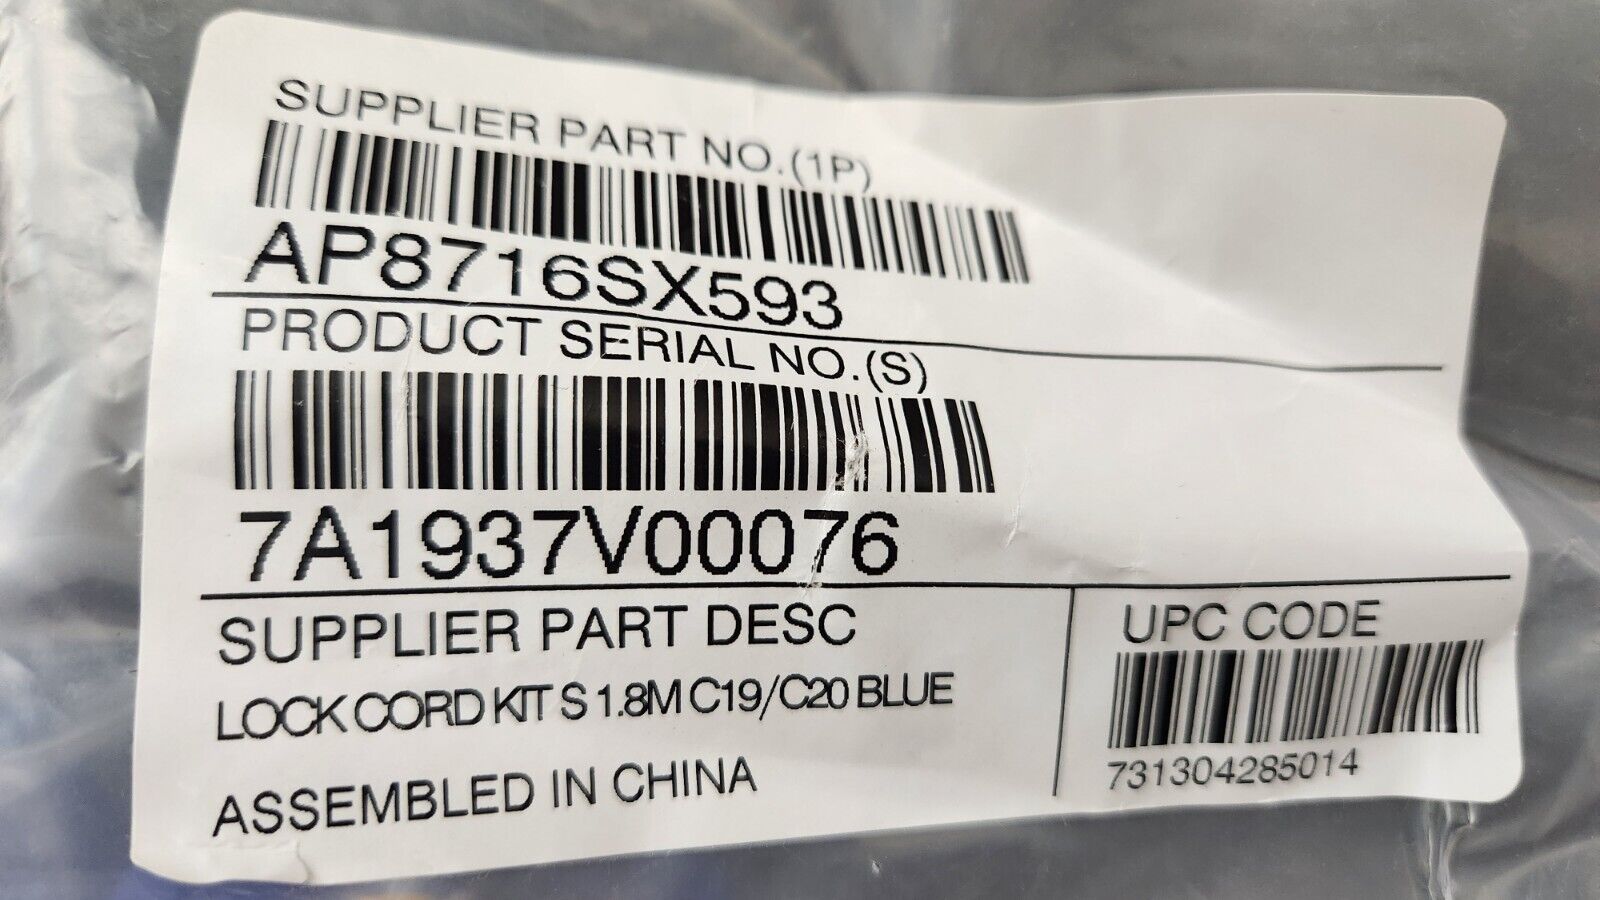 SUPPLIER PART NO.(1P)
AP8716SX593
PRODUCT SERIAL NO.(S)
7A1937V00076
SUPPLIER PART DESC
LOCK CORD KIT S 1.8M C19/C20 BLUE
ASSEMBLED IN CHINA
UPC CODE
731304285014